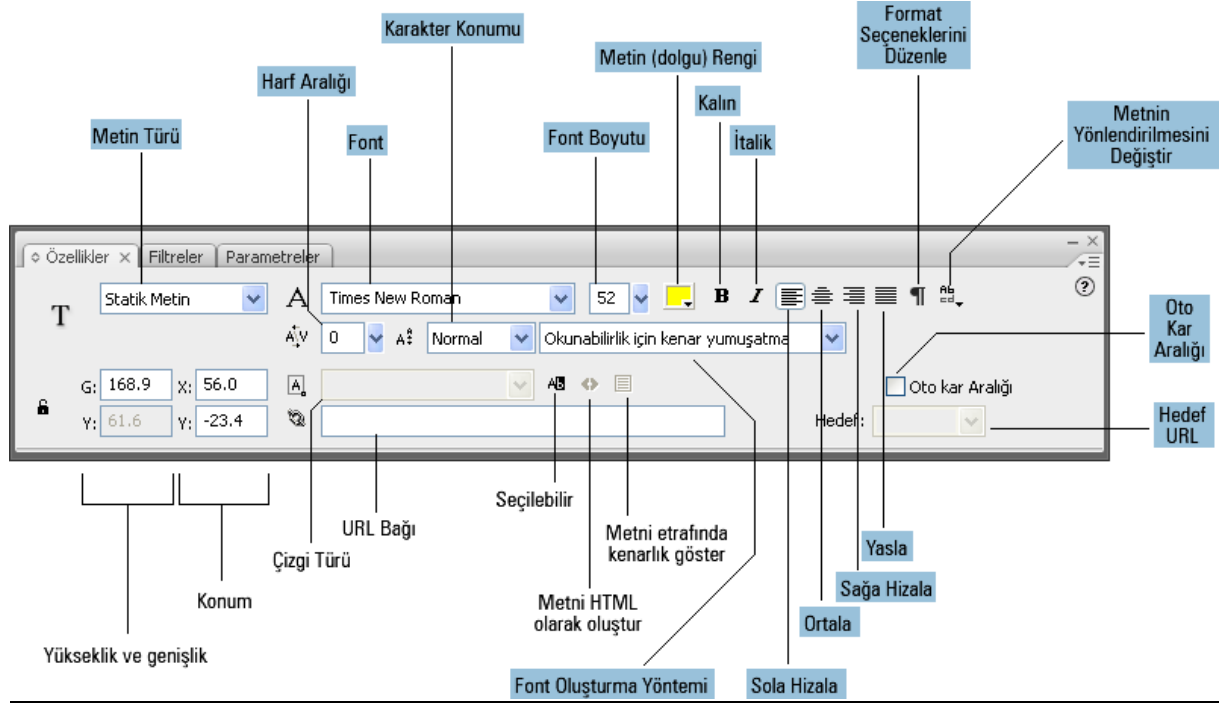 Format
Seçeneklerini
Düzenle
Karakter Konumu
Metin (dolgu) Rengi
Harf Aralığı
Kalın
Metnin
Yönlendirilmesini
Değiştir
Metin Türü
Font
Font Boyutu
İtalik
Özellikler × Filtreler Parametreler
T Statik Metin A Times New Roman 52 B I ¶
Oto
Kar
Aralığı
A V 0 Normal Okunabilirlik için kenar yumuşatma
G: 168.9 X: 56.0 Oto kar Aralığı
Y: 61.6 Y: -23.4 Hedef:
Hedef
URL
Seçilebilir
URL Bağı
Metni etrafında
kenarlık göster
Yasla
Çizgi Türü
Sağa Hizala
Konum
Metni HTML
olarak oluştur
Ortala
Yükseklik ve genişlik
Font Oluşturma Yöntemi
Sola Hizala